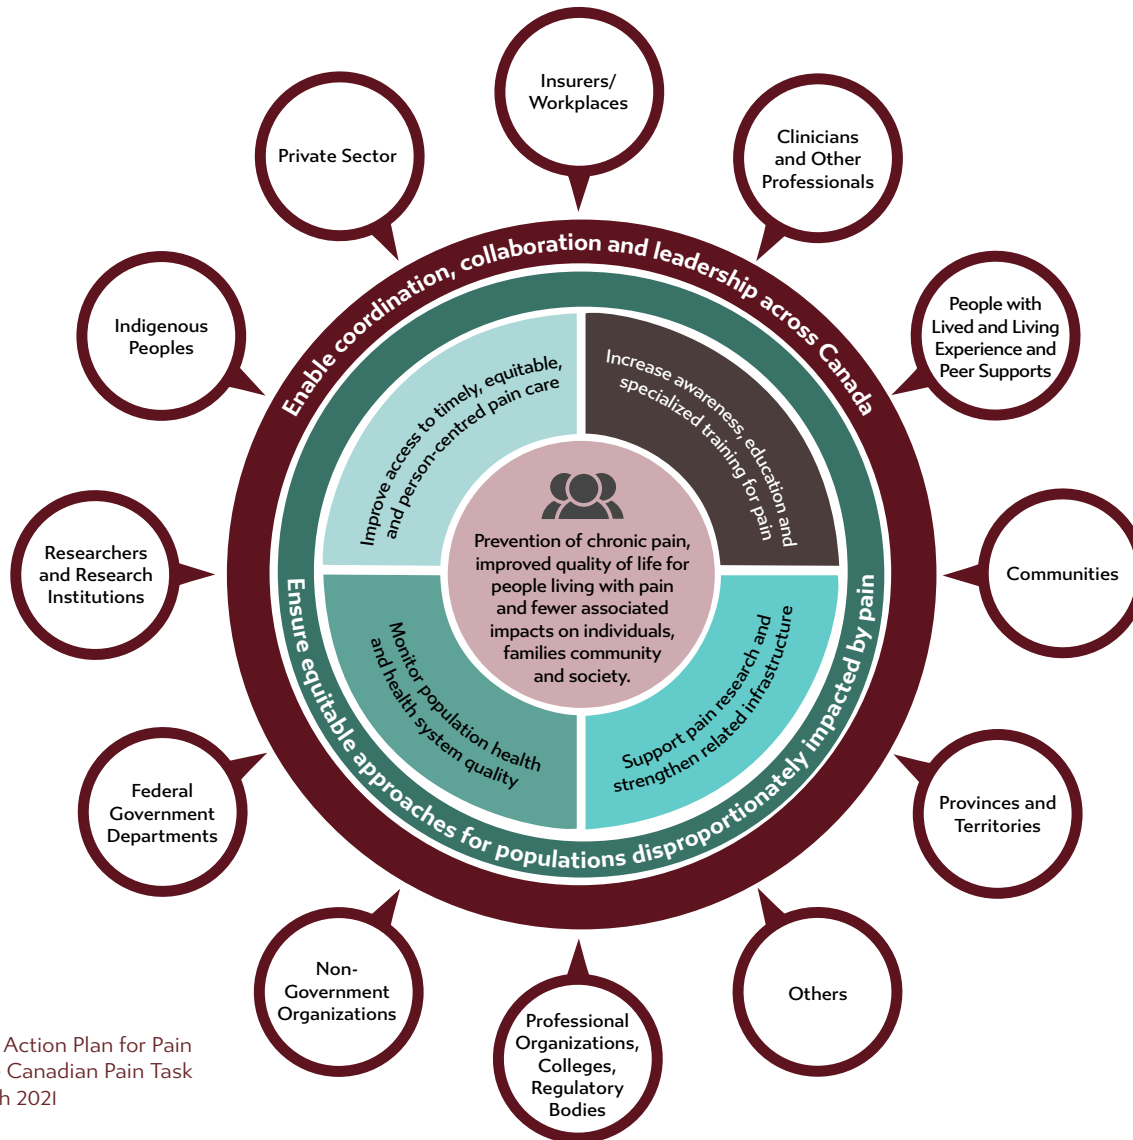 Insurers/
Workplaces
Clinicians
and Other
Professionals
People with
Lived and Living
Experience and
Peer Supports
Communities
Provinces and
Territories
Others
Professional
Organizations,
Colleges,
Regulatory
Bodies
Non-
Government
Organizations
Federal
Government
Departments
Researchers
and Research
Institutions
Indigenous
Peoples
Private Sector
Enable coordination, collaboration and leadership across Canada
Ensure equitable approaches for populations disproportionately impacted by pain
Improve access to timely, equitable,
and person-centred pain care
Increase awareness, education and
specialized training for pain
Support pain research and
strengthen related infrastructure
Monitor population health
and health system quality
Prevention of chronic pain,
improved quality of life for
people living with pain
and fewer associated
impacts on individuals,
families community
and society.
Action Plan for Pain
Canadian Pain Task
2021